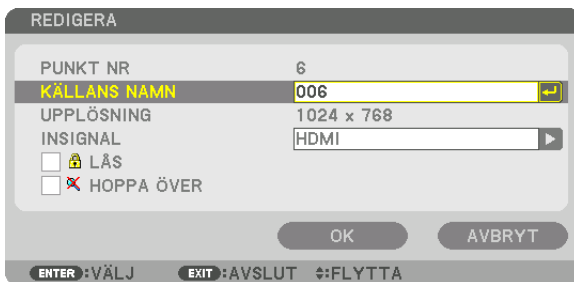 REDIGERA
PUNKT NR 6
KÄLLANS NAMN 006
UPPLÖSNING 1024 x 768
INSIGNAL HDMI
LÅS
HOPPA ÖVER
OK AVBRYT
ENTER :VÄLJ EXIT :AVSLUT :FLYTTA